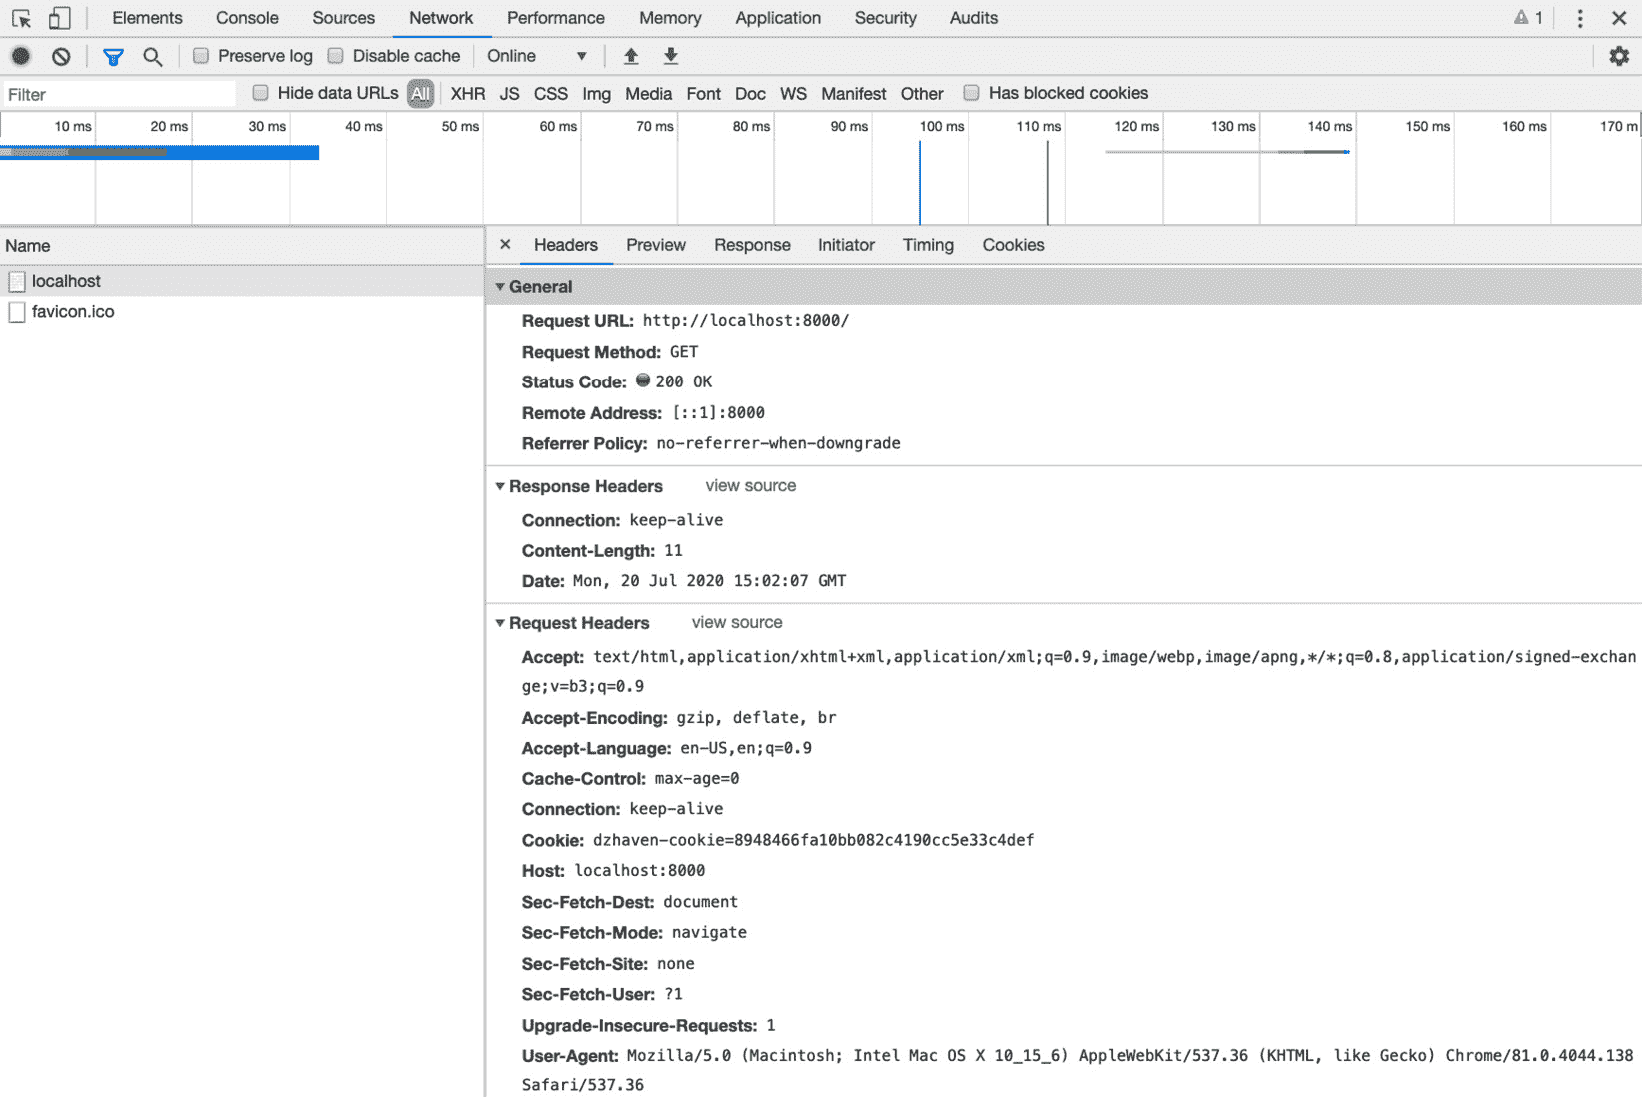 Elements Console Sources Network Performance Memory Application Security Audits 1
Preserve log Disable cache Online
Filter Hide data URLs All XHR JS CSS Img Media Font Doc WS Manifest Other Has blocked cookies
10 ms 20 ms 30 ms 40 ms 50 ms 60 ms 70 ms 80 ms 90 ms 100 ms 110 ms 120 ms 130 ms 140 ms 150 ms 160 ms 170 m
Name
localhost
favicon.ico
× Headers Preview Response Initiator Timing Cookies
General
Request URL: http://localhost:8000/
Request Method: GET
Status Code: 200 OK
Remote Address: [::1]:8000
Referrer Policy: no-referrer-when-downgrade
Response Headers view source
Connection: keep-alive
Content-Length: 11
Date: Mon, 20 Jul 2020 15:02:07 GMT
Request Headers view source
Accept: text/html,application/xhtml+xml,application/xml;q=0.9,image/webp,image/apng,*/*;q=0.8,application/signed-exchan
ge;v=b3;q=0.9
Accept-Encoding: gzip, deflate, br
Accept-Language: en-US,en;q=0.9
Cache-Control: max-age=0
Connection: keep-alive
Cookie: dzhaven-cookie=8948466fa10bb082c4190cc5e33c4def
Host: localhost:8000
Sec-Fetch-Dest: document
Sec-Fetch-Mode: navigate
Sec-Fetch-Site: none
Sec-Fetch-User: ?1
Upgrade-Insecure-Requests: 1
User-Agent: Mozilla/5.0 (Macintosh; Intel Mac OS X 10_15_6) AppleWebKit/537.36 (KHTML, like Gecko) Chrome/81.0.4044.138
Safari/537.36